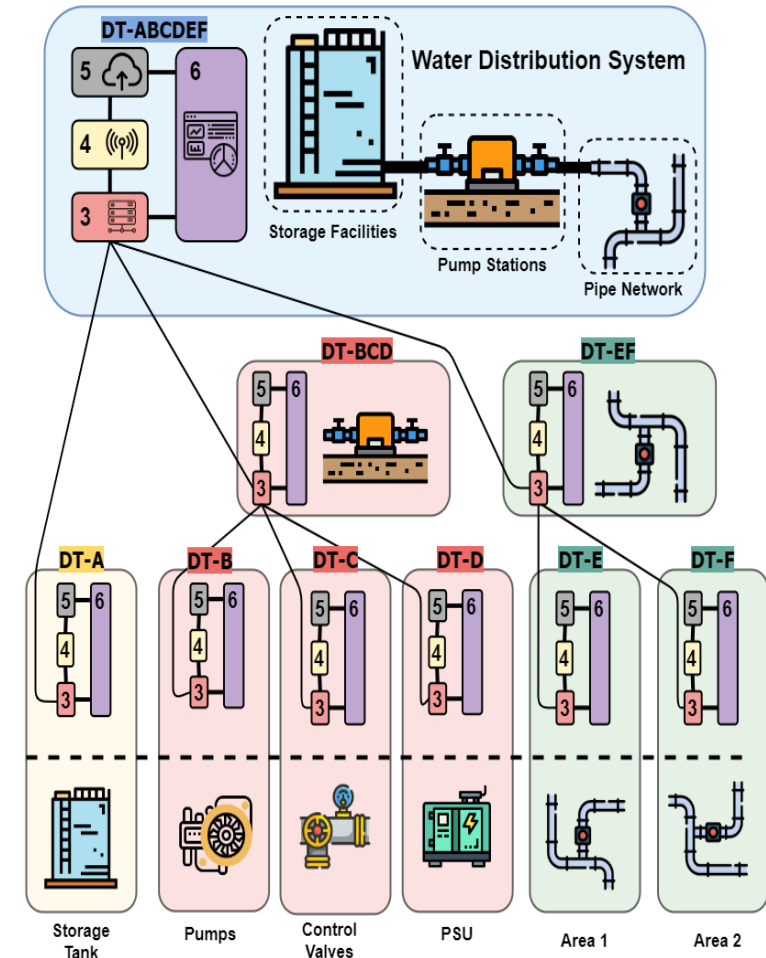 DT-ABCDEF
5
6
4
3
Water Distribution System
Storage Facilities
Pump Stations
Pipe Network
DT-BCD
5
6
4
3
DT-EF
5
6
4
3
DT-A
5
6
4
3
DT-B
5
6
4
3
DT-C
5
6
4
3
DT-D
5
6
4
3
DT-E
5
6
4
3
DT-F
5
6
4
3
Storage
Tank
Pumps
Control
Valves
PSU
Area 1
Area 2